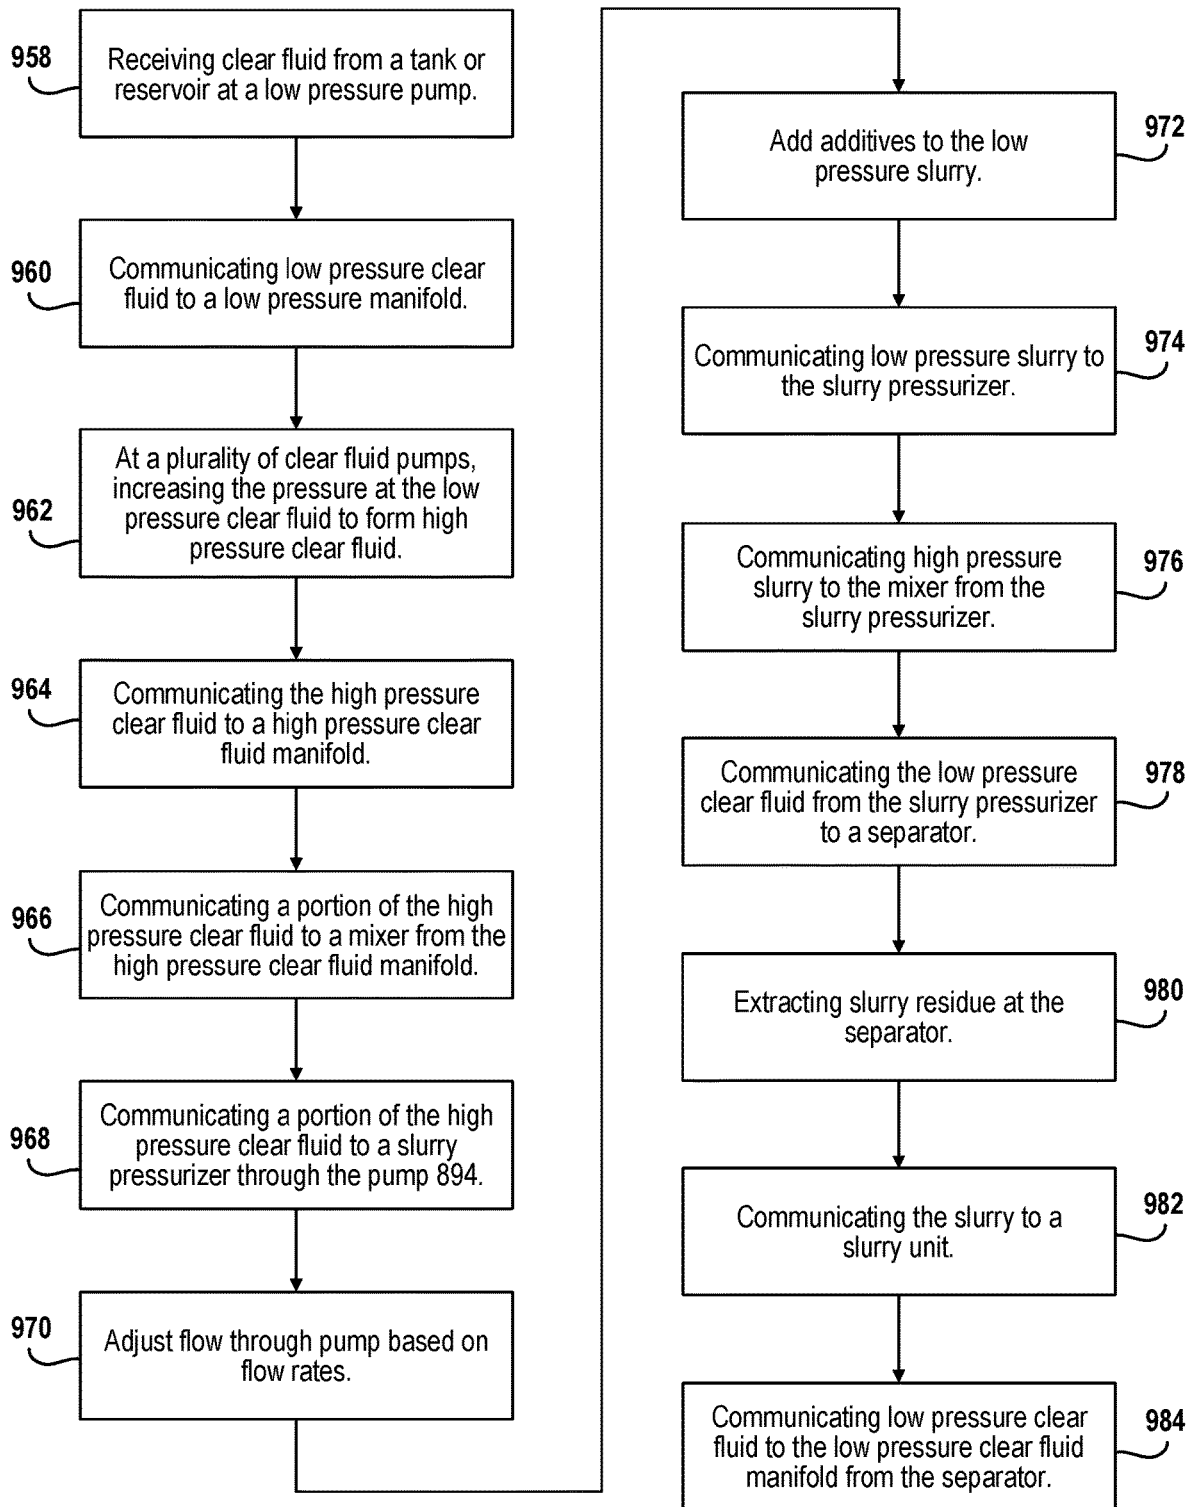 958
Receiving clear fluid from a tank or
reservoir at a low pressure pump.
960
Communicating low pressure clear
fluid to a low pressure manifold.
962
At a plurality of clear fluid pumps,
increasing the pressure at the low
pressure clear fluid to form high
pressure clear fluid.
964
Communicating the high pressure
clear fluid to a high pressure clear
fluid manifold.
966
Communicating a portion of the high
pressure clear fluid to a mixer from the
high pressure clear fluid manifold.
968
Communicating a portion of the high
pressure clear fluid to a slurry
pressurizer through the pump 894.
970
Adjust flow through pump based on
flow rates.
972
Add additives to the low
pressure slurry.
974
Communicating low pressure slurry to
the slurry pressurizer.
976
Communicating high pressure
slurry to the mixer from the
slurry pressurizer.
978
Communicating the low pressure
clear fluid from the slurry pressurizer
to a separator.
980
Extracting slurry residue at the
separator.
982
Communicating the slurry to a
slurry unit.
984
Communicating low pressure clear
fluid to the low pressure clear fluid
manifold from the separator.